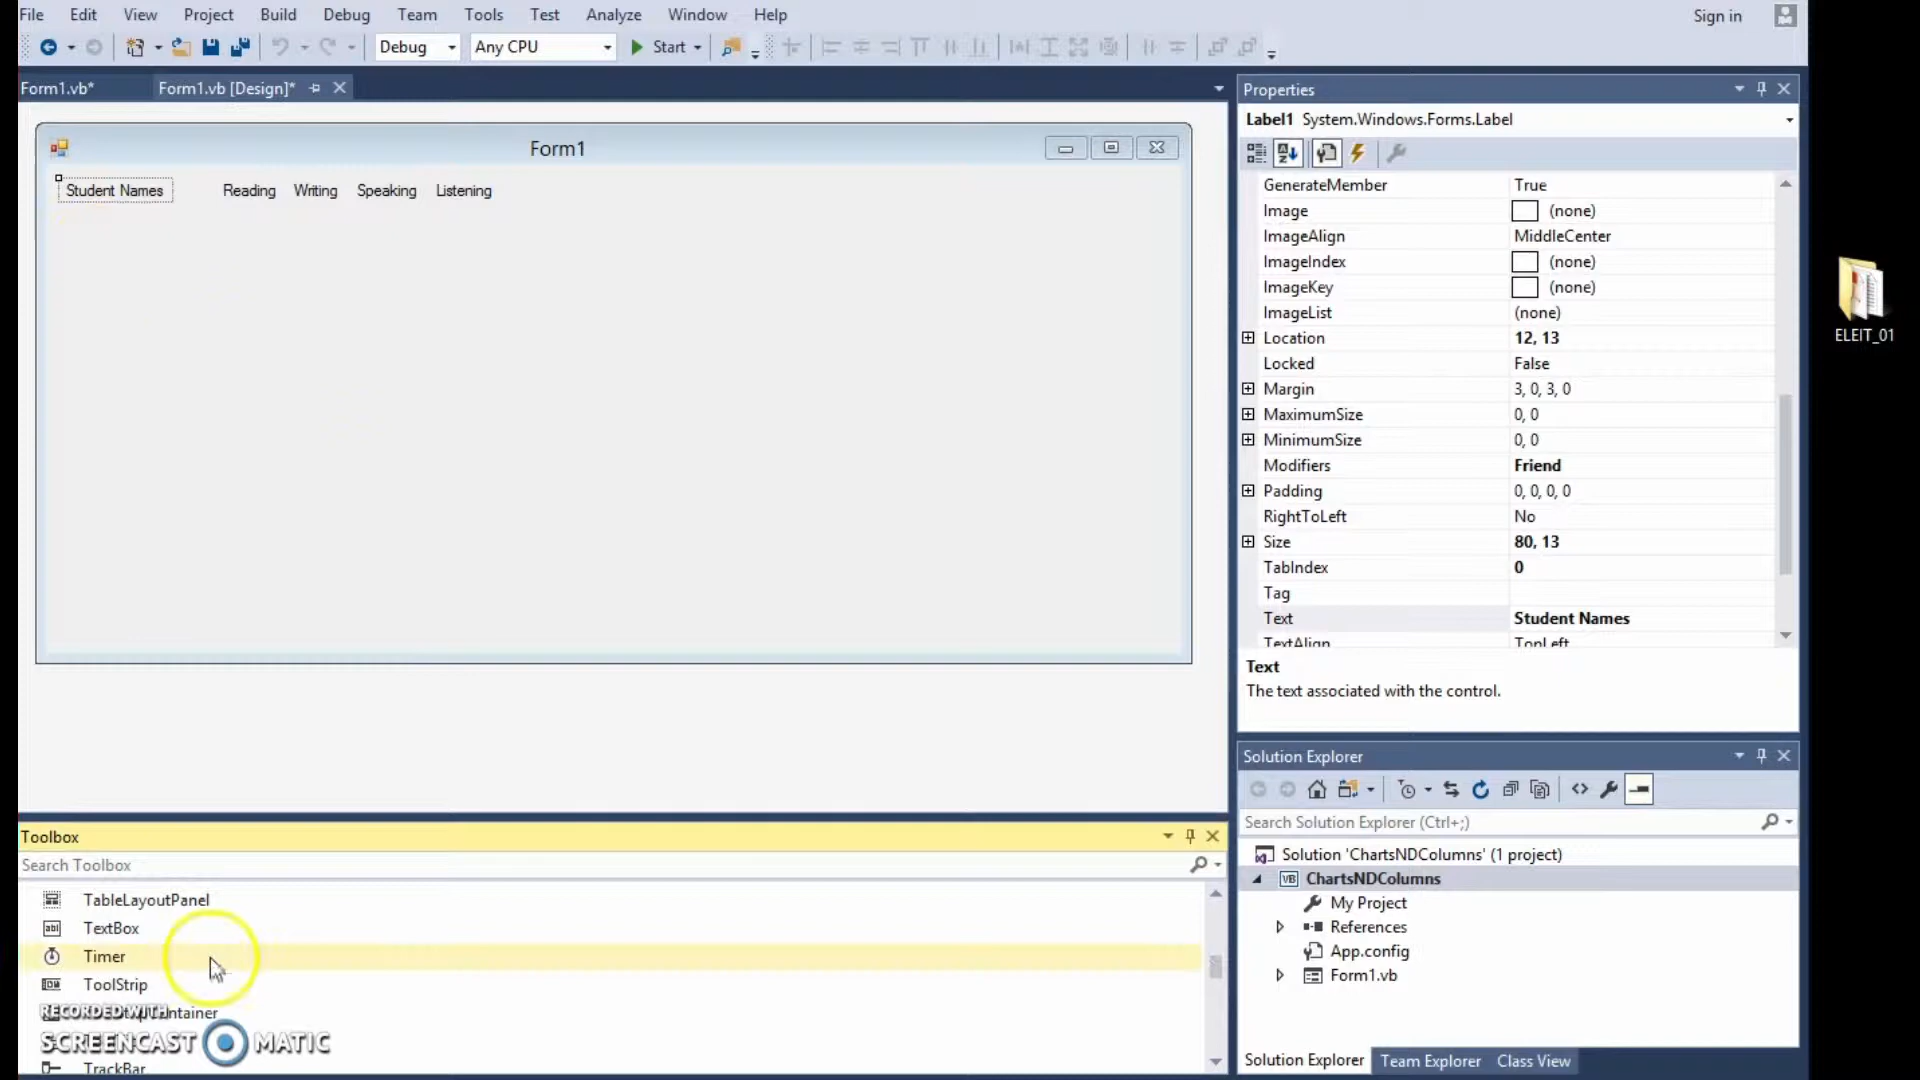 File Edit View Project Build Debug Team Tools Test Analyze Window Help Sign in
Debug Any CPU Start
Form1.vb* Form1.vb [Design]*
Form1
Student Names Reading Writing Speaking Listening
Properties
Label1 System.Windows.Forms.Label
GenerateMember True
Image (none)
ImageAlign MiddleCenter
ImageIndex (none)
ImageKey (none)
ImageList (none)
Location 12, 13
Locked False
Margin 3, 0, 3, 0
MaximumSize 0, 0
MinimumSize 0, 0
Modifiers Friend
Padding 0, 0, 0, 0
RightToLeft No
Size 80, 13
TabIndex 0
Tag
Text Student Names
TextAlign TopLeft
Text
The text associated with the control.
ELEIT_01
Toolbox
Search Toolbox
TableLayoutPanel
TextBox
Timer
ToolStrip
TrackBar
RECORDED WITH
SCREENCAST MATIC
Solution Explorer
Search Solution Explorer (Ctrl+;)
Solution 'ChartsNDColumns' (1 project)
VB ChartsNDColumns
My Project
References
App.config
Form1.vb
Solution Explorer Team Explorer Class View